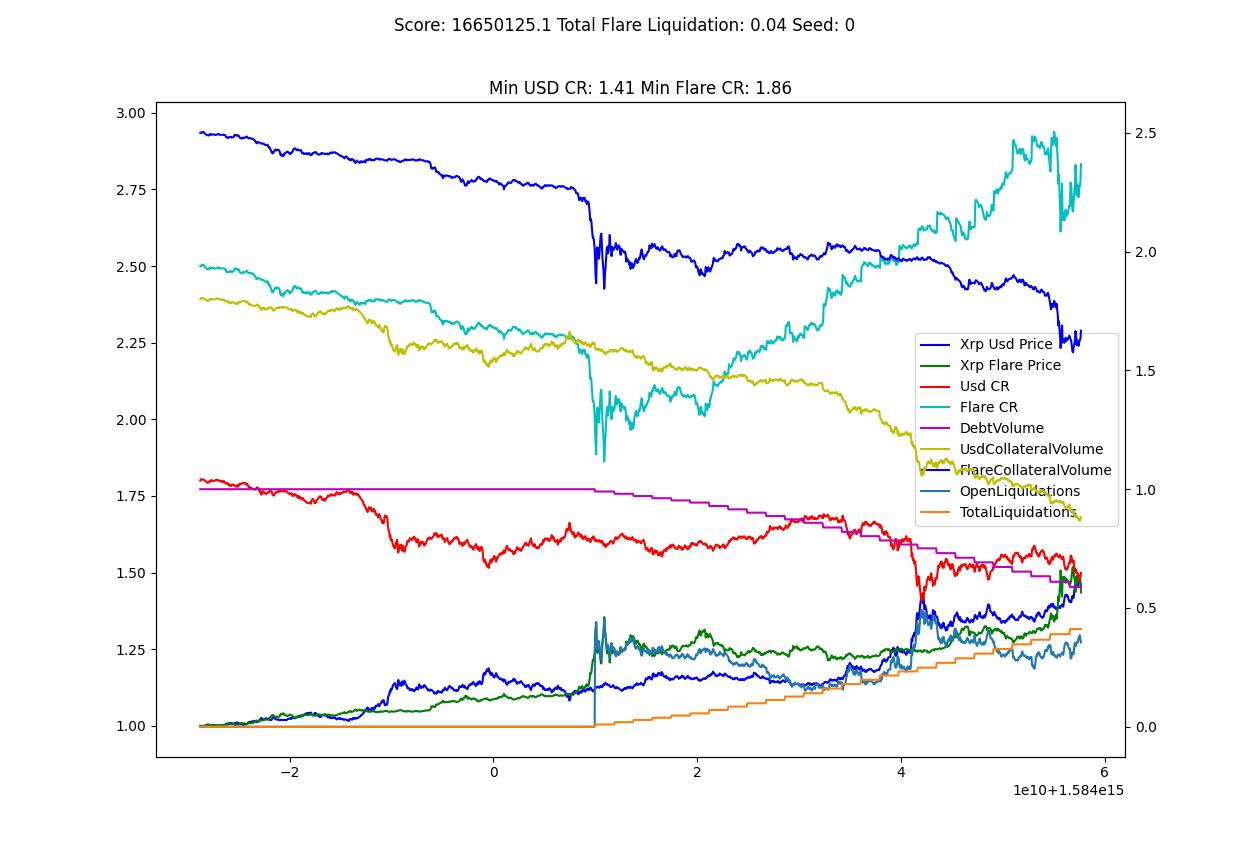 Score: 16650125.1 Total Flare Liquidation: 0.04 Seed: 0
Min USD CR: 1.41 Min Flare CR: 1.86
3.00
2.75
2.50
2.25
2.00
1.75
1.50
1.25
1.00
2.5
2.0
1.5
1.0
0.5
0.0
Xrp Usd Price
Xrp Flare Price
Usd CR
Flare CR
DebtVolume
UsdCollateralVolume
FlareCollateralVolume
OpenLiquidations
TotalLiquidations
−2 0 2 4 6
1e10+1.584e15